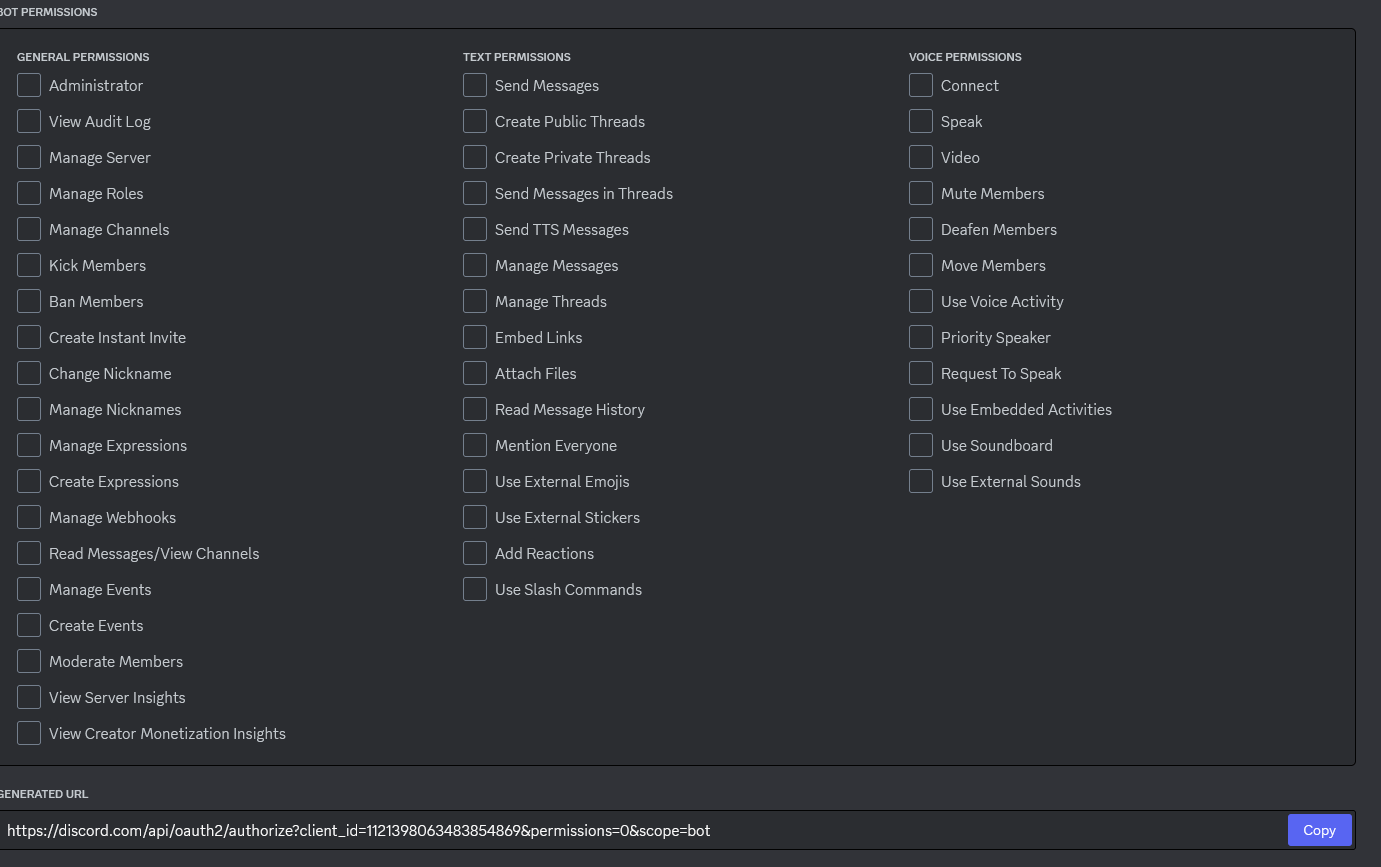 BOT PERMISSIONS
GENERAL PERMISSIONS
Administrator
View Audit Log
Manage Server
Manage Roles
Manage Channels
Kick Members
Ban Members
Create Instant Invite
Change Nickname
Manage Nicknames
Manage Expressions
Create Expressions
Manage Webhooks
Read Messages/View Channels
Manage Events
Create Events
Moderate Members
View Server Insights
View Creator Monetization Insights
TEXT PERMISSIONS
Send Messages
Create Public Threads
Create Private Threads
Send Messages in Threads
Send TTS Messages
Manage Messages
Manage Threads
Embed Links
Attach Files
Read Message History
Mention Everyone
Use External Emojis
Use External Stickers
Add Reactions
Use Slash Commands
VOICE PERMISSIONS
Connect
Speak
Video
Mute Members
Deafen Members
Move Members
Use Voice Activity
Priority Speaker
Request To Speak
Use Embedded Activities
Use Soundboard
Use External Sounds
GENERATED URL
https://discord.com/api/oauth2/authorize?client_id=1121398063483854869&permissions=0&scope=bot
Copy